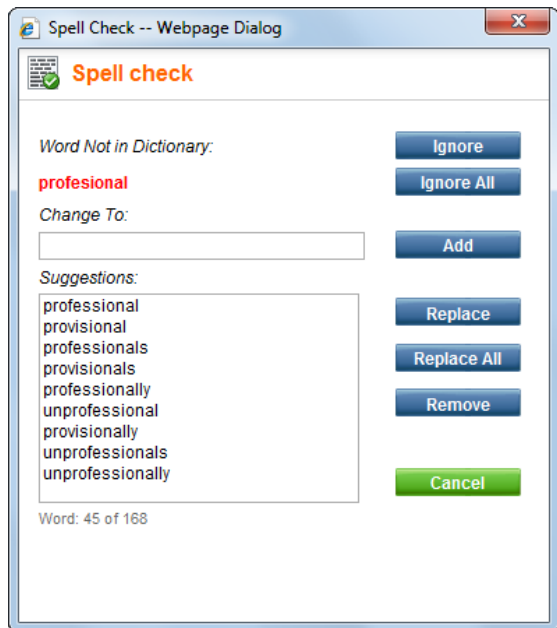 Spell Check -- Webpage Dialog
Spell check
Word Not in Dictionary:
Ignore
profesional
Ignore All
Change To:
Add
Suggestions:
professional
provisional
professionals
provisionals
professionally
unprofessional
provisionally
unprofessionals
unprofessionally
Replace
Replace All
Remove
Cancel
Word: 45 of 168